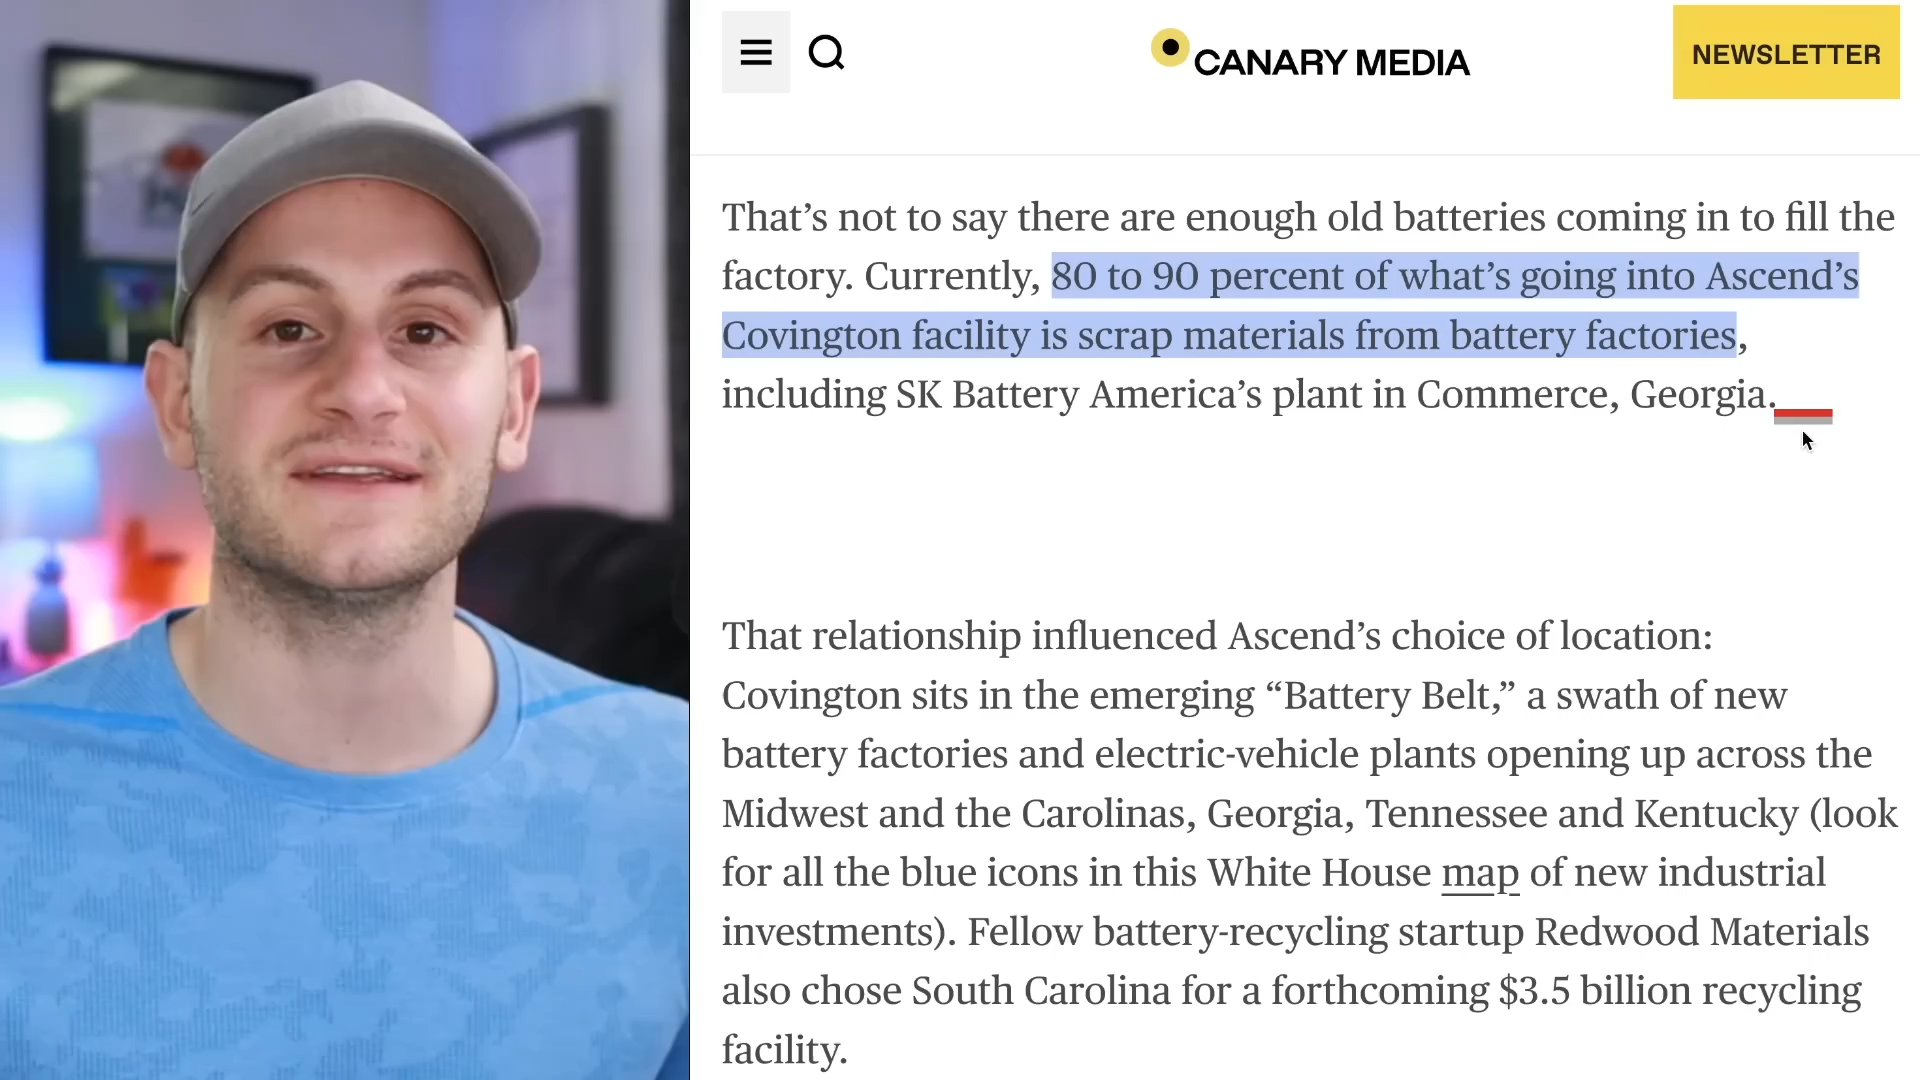 CANARY MEDIA
NEWSLETTER
That’s not to say there are enough old batteries coming in to fill the
factory. Currently, 80 to 90 percent of what’s going into Ascend’s
Covington facility is scrap materials from battery factories,
including SK Battery America’s plant in Commerce, Georgia.
That relationship influenced Ascend’s choice of location:
Covington sits in the emerging “Battery Belt,” a swath of new
battery factories and electric-vehicle plants opening up across the
Midwest and the Carolinas, Georgia, Tennessee and Kentucky (look
for all the blue icons in this White House map of new industrial
investments). Fellow battery-recycling startup Redwood Materials
also chose South Carolina for a forthcoming $3.5 billion recycling
facility.